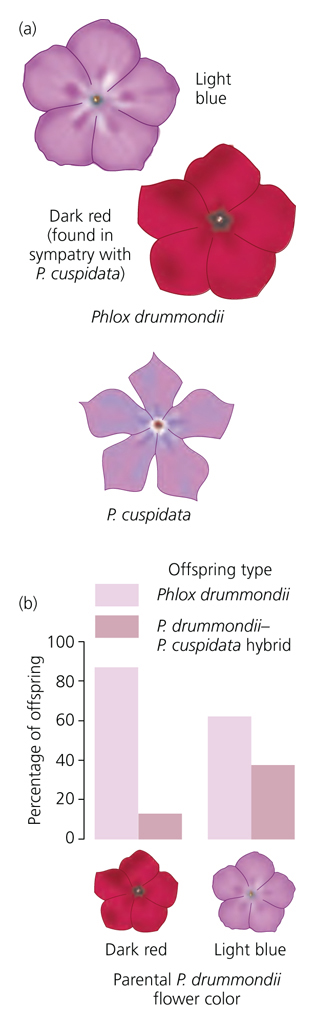 (a)
Light
blue
Dark red
(found in
sympatry with
P. cuspidata)
Phlox drummondii
P. cuspidata
Offspring type
(b)
Phlox drummondii
P. drummondii–
P. cuspidata hybrid
Percentage of offspring
100
80
60
40
20
0
Dark red
Light blue
Parental P. drummondii
flower color